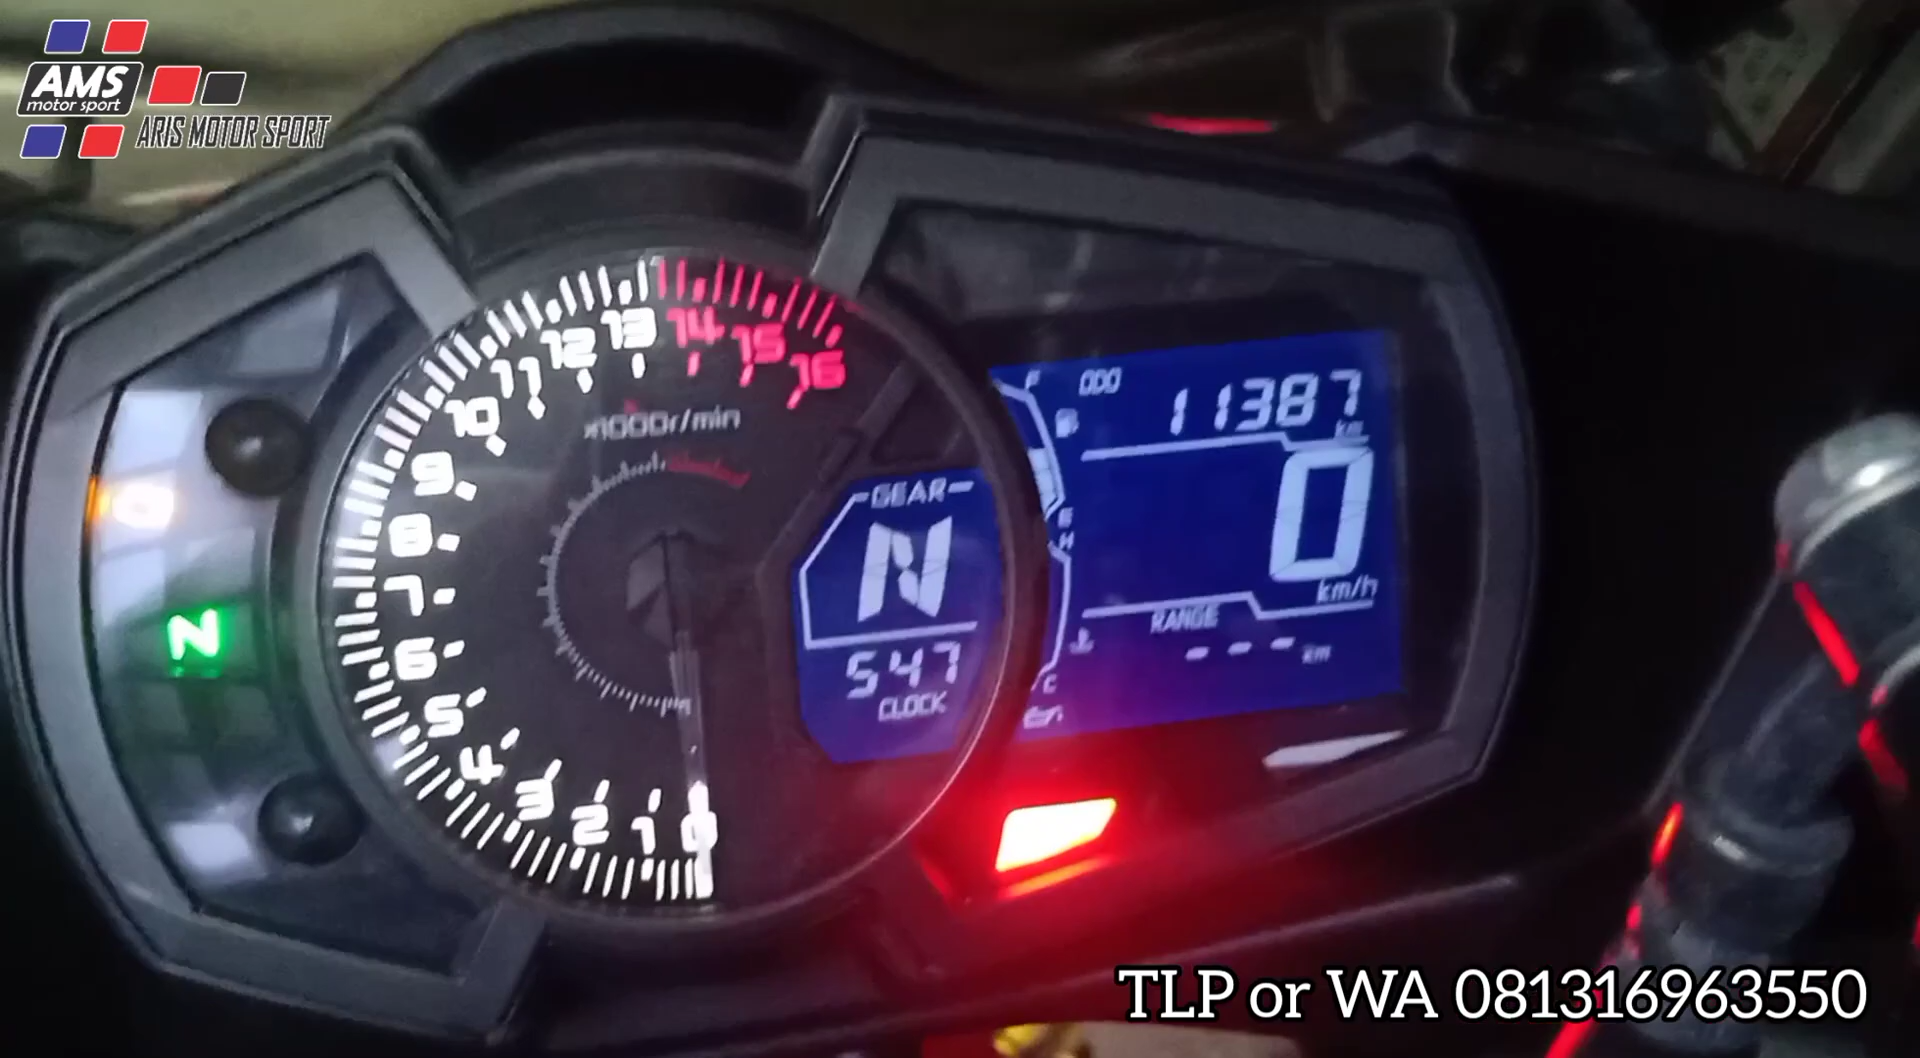 AMS
motor sport
ARIS MOTOR SPORT
16
15
14
13
12
11
10
9
8
7
6
5
4
3
2
1
0
x1000r/min
GEAR
N
5 47
CLOCK
N
F
ODO
11387
km
E
H
0
km/h
RANGE
- - - km
C
TLP or WA 081316963550